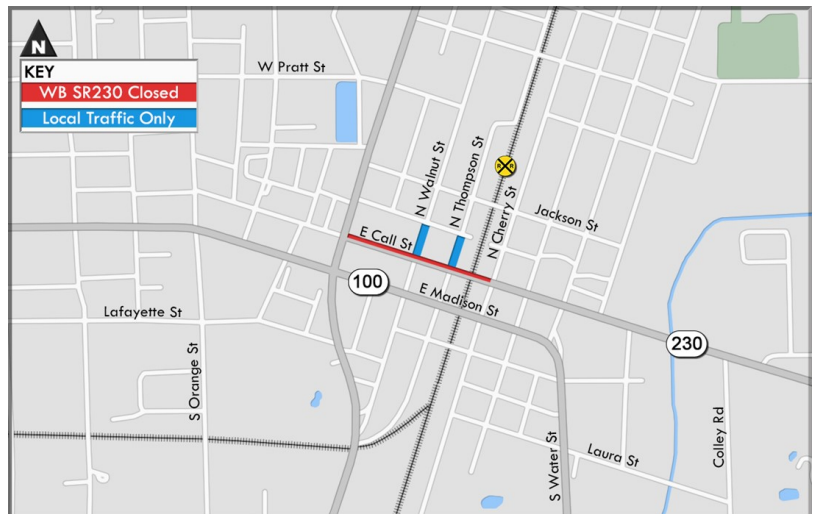 N
KEY
WB SR230 Closed
Local Traffic Only
W Pratt St
N Walnut St
N Thompson St
R R
N Cherry St
Jackson St
E Call St
100
E Madison St
230
Lafayette St
S Orange St
S Water St
Laura St
Colley Rd